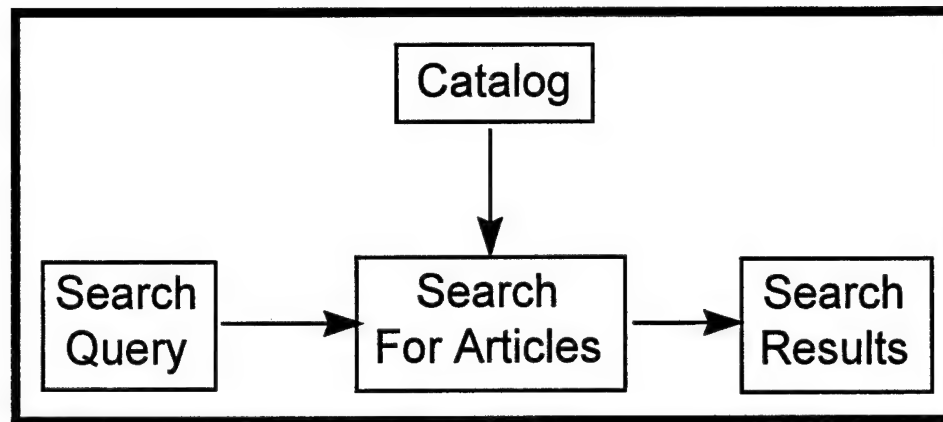 Catalog
Search
Query
Search
For Articles
Search
Results